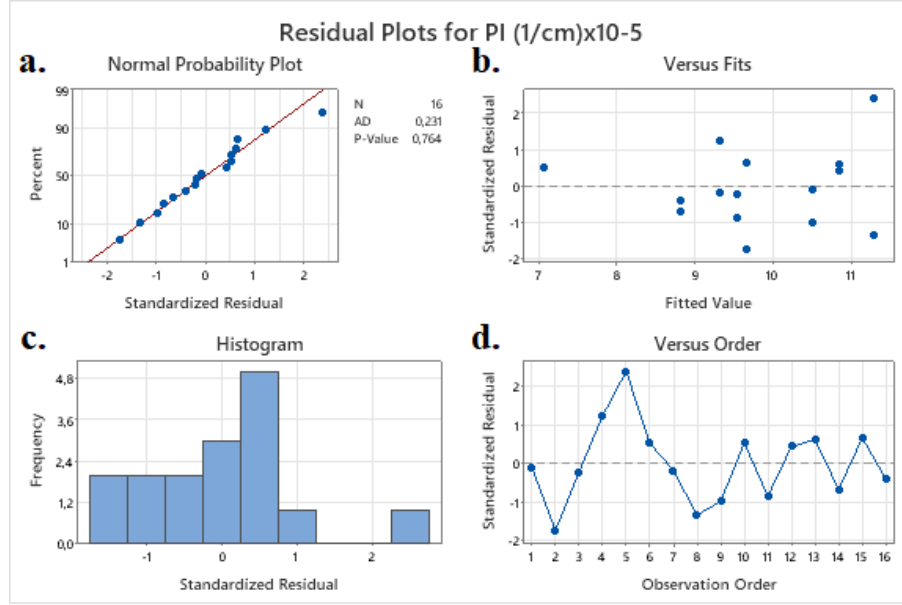 Residual Plots for PI (1/cm)x10-5
a.
Normal Probability Plot
99
90
50
10
1
Percent
-2 -1 0 1 2
Standardized Residual
N 16
AD 0,231
P-Value 0,764
b.
Versus Fits
2
1
0
-1
-2
Standardized Residual
7 8 9 10 11
Fitted Value
c.
Histogram
4,8
3,6
2,4
1,2
0,0
Frequency
-1 0 1 2
Standardized Residual
d.
Versus Order
2
1
0
-1
-2
Standardized Residual
1 2 3 4 5 6 7 8 9 10 11 12 13 14 15 16
Observation Order